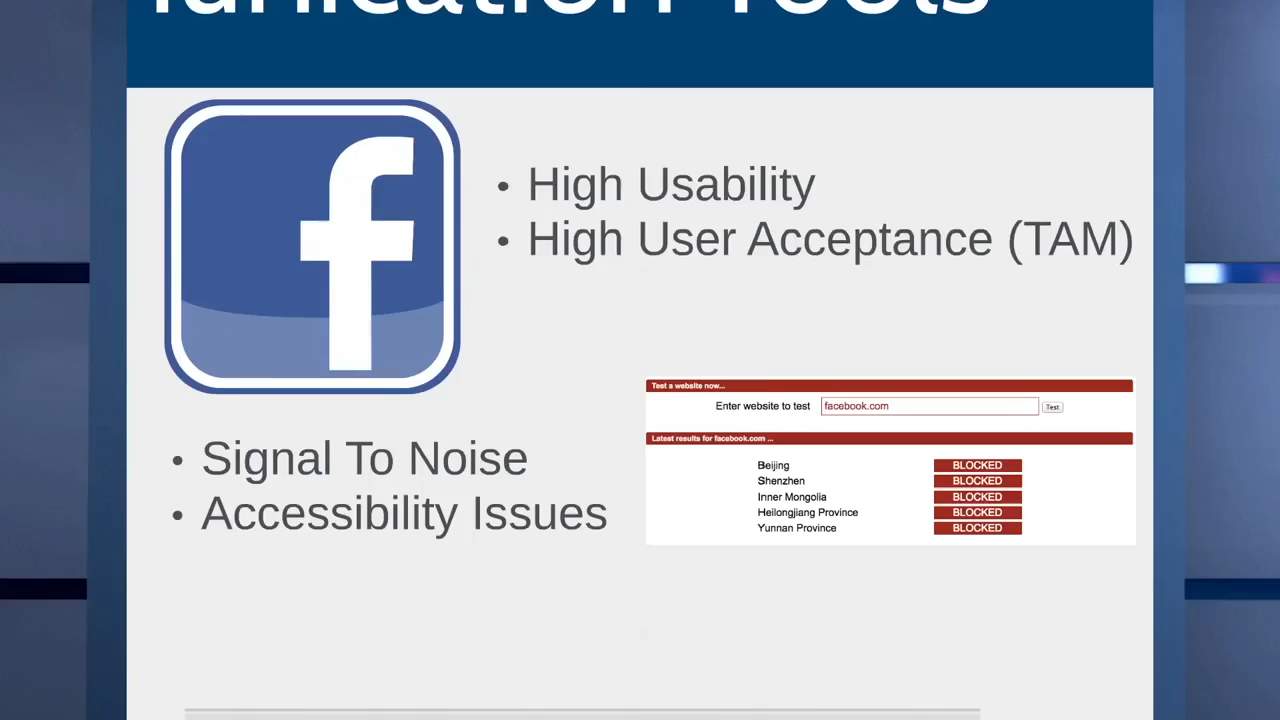 unication Tools
f
• High Usability
• High User Acceptance (TAM)
• Signal To Noise
• Accessibility Issues
Test a website now...
Enter website to test facebook.com Test
Latest results for facebook.com ...
Beijing BLOCKED
Shenzhen BLOCKED
Inner Mongolia BLOCKED
Heilongjiang Province BLOCKED
Yunnan Province BLOCKED